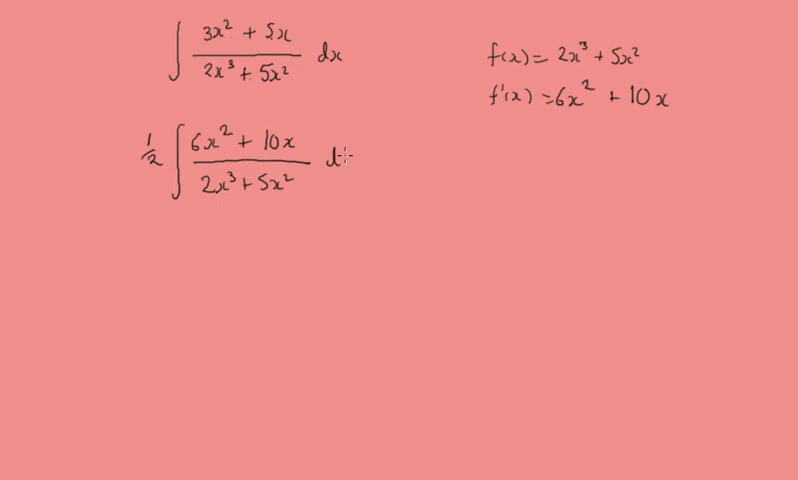 ∫ (3x² + 5x)/(2x³ + 5x²) dx
f(x) = 2x³ + 5x²
f'(x) = 6x² + 10x
½ ∫ (6x² + 10x)/(2x³ + 5x²) d